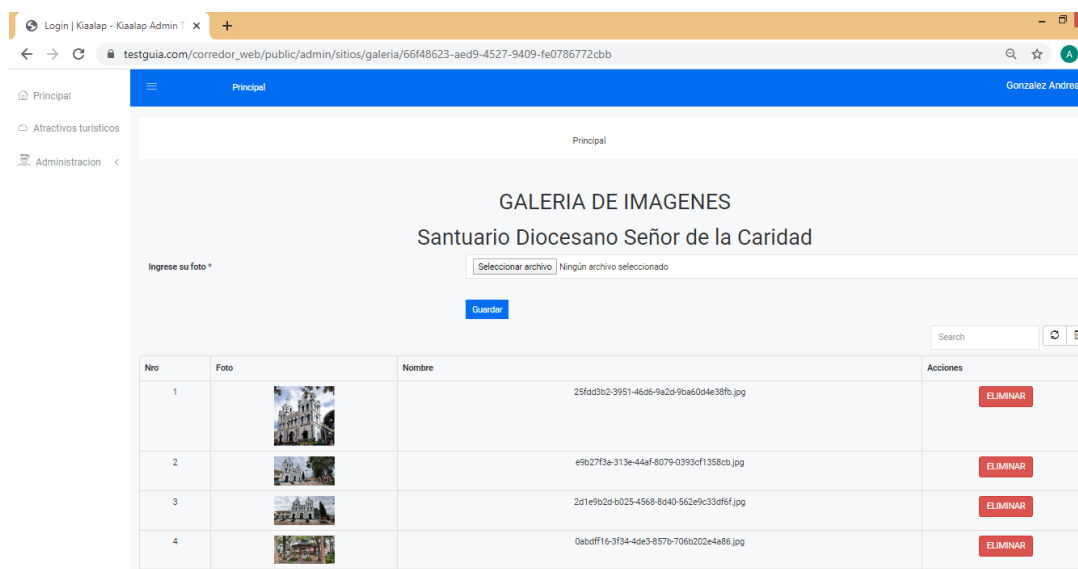 Login | Kiaalap - Kiaalap Admin T
testguia.com/corredor_web/public/admin/sitios/galeria/66f48623-aed9-4527-9409-fe0786772cbb
A
Principal
Gonzalez Andrea
Principal
Atractivos turisticos
Administracion
Principal
GALERIA DE IMAGENES
Santuario Diocesano Señor de la Caridad
Ingrese su foto *
Seleccionar archivo Ningún archivo seleccionado
Guardar
Search
Nro Foto Nombre Acciones
1 25fdd3b2-3951-46d6-9a2d-9ba60d4e38fb.jpg ELIMINAR
2 e9b27f3a-313e-44af-8079-0393cf1358cb.jpg ELIMINAR
3 2d1e9b2d-b025-4568-8d40-562e9c33df6f.jpg ELIMINAR
4 0abdff16-3f34-4de3-857b-706b202e4a86.jpg ELIMINAR